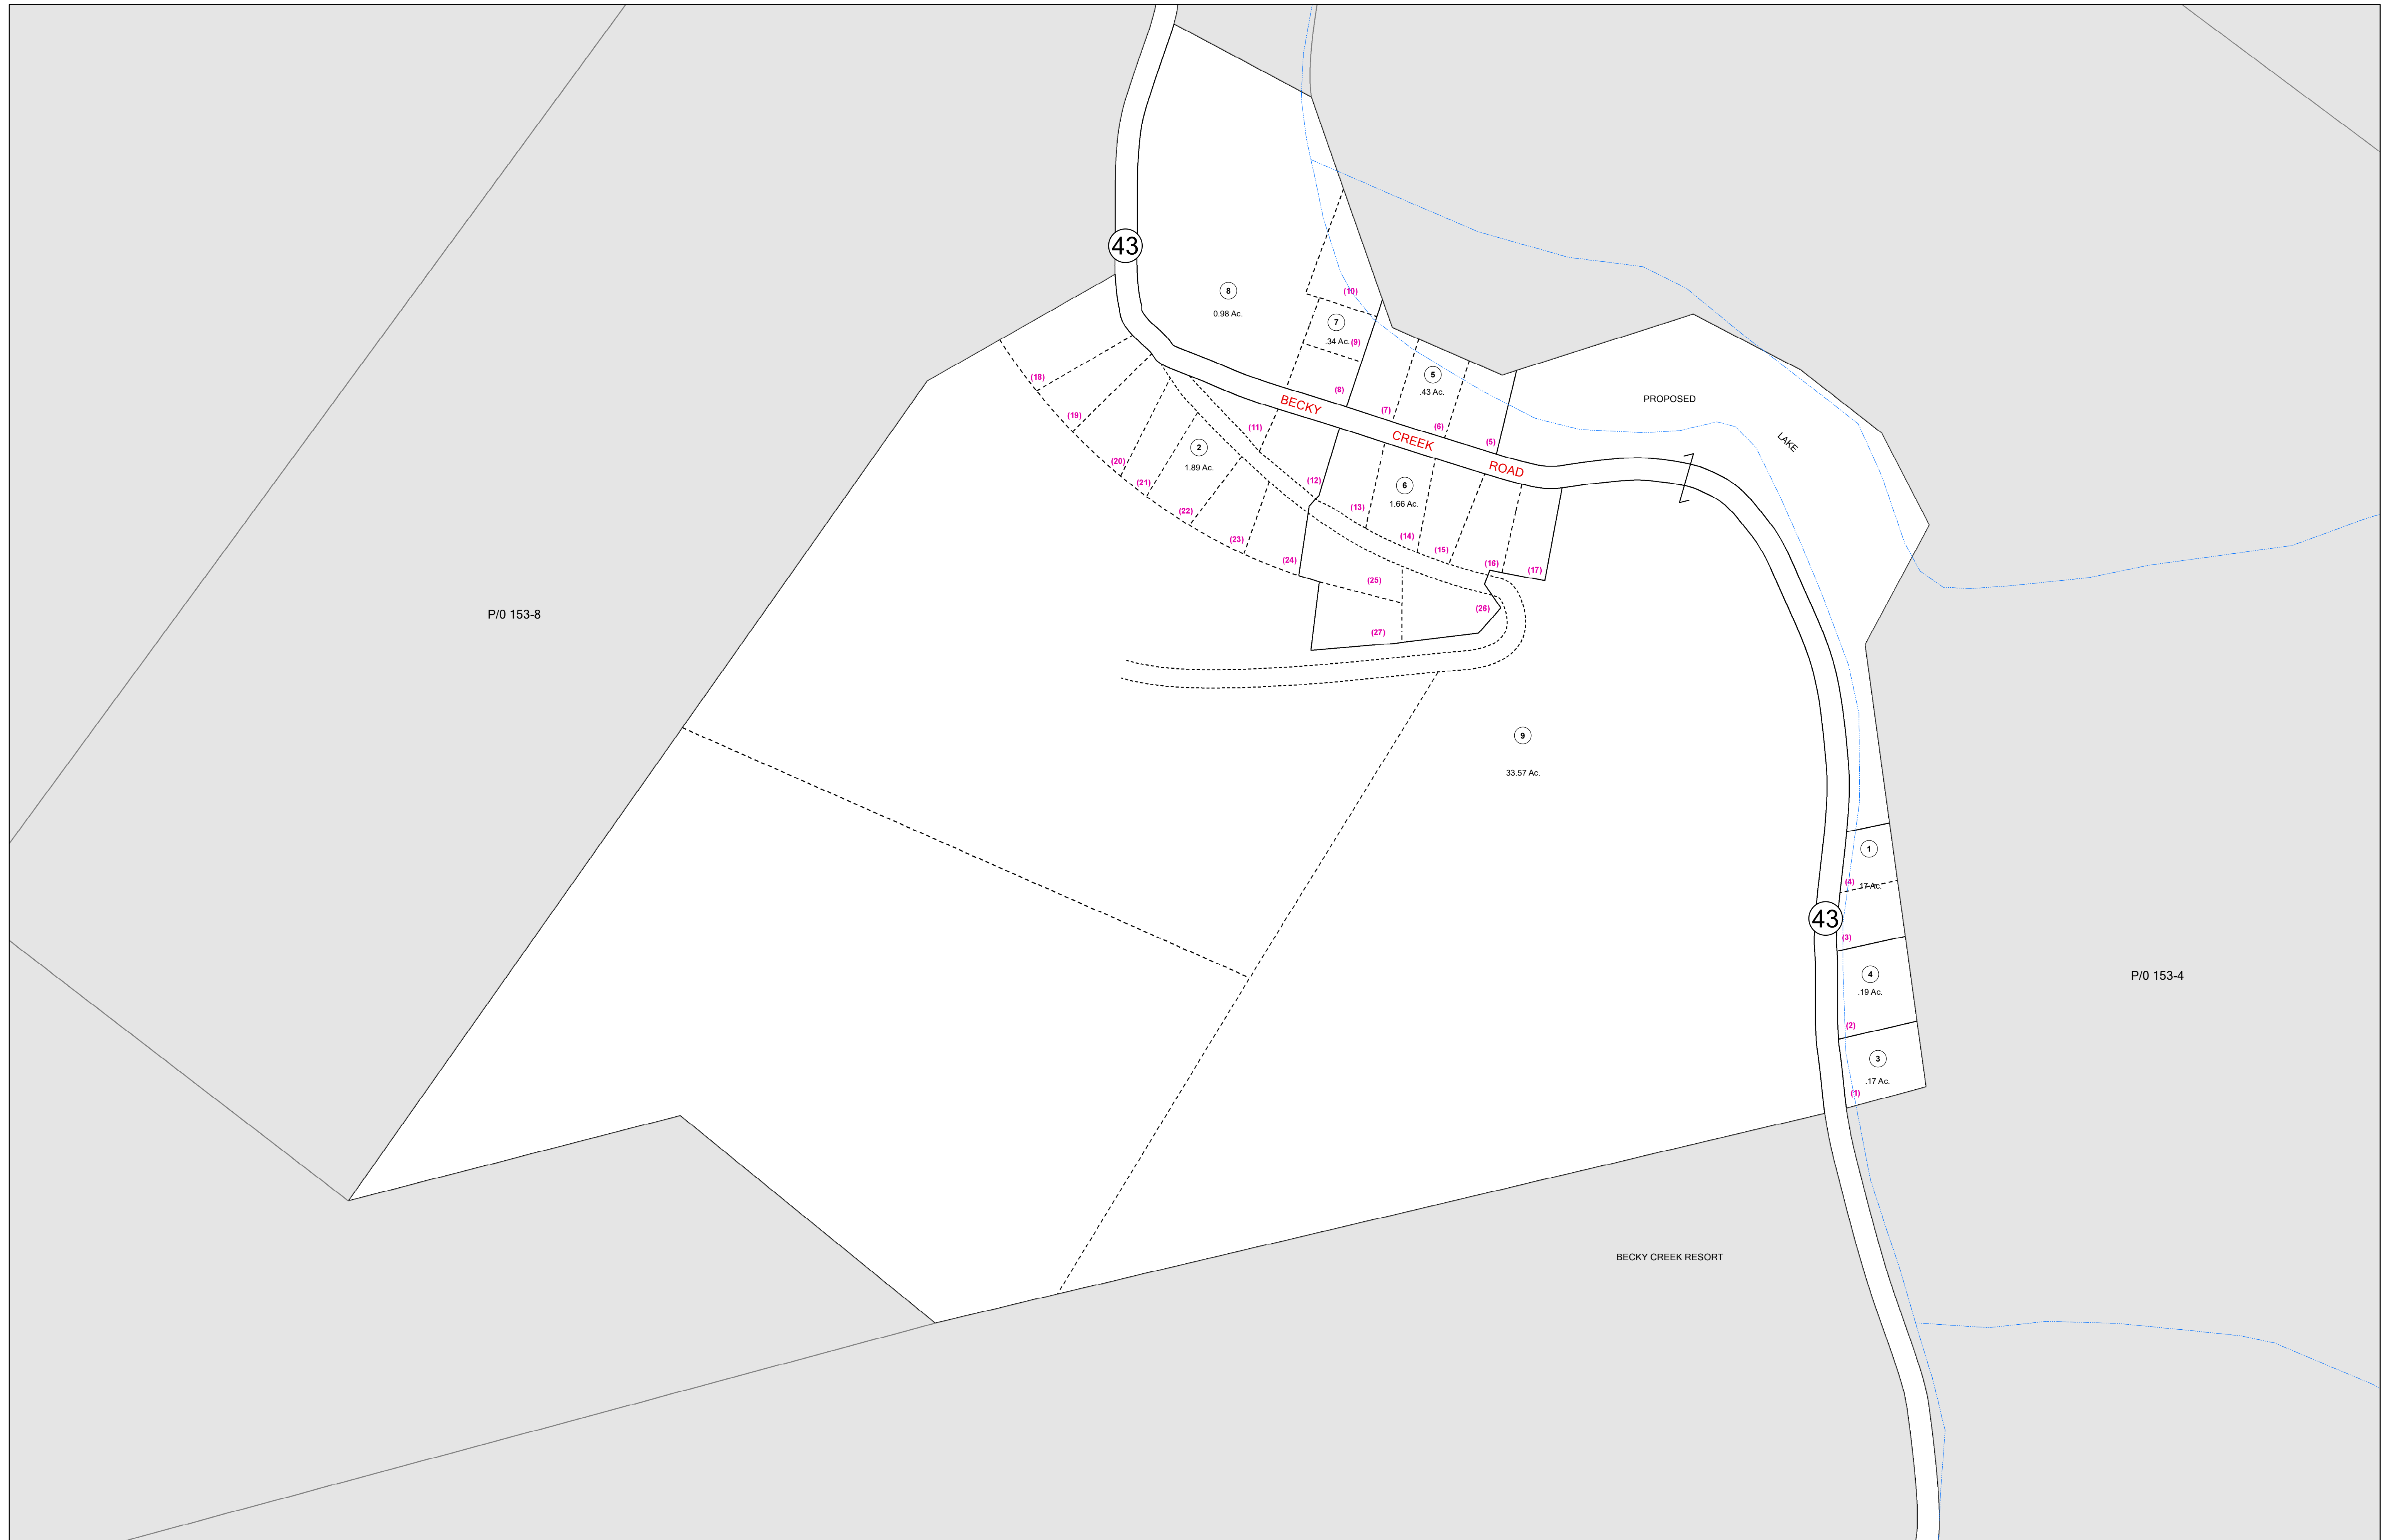 43
8
0.98 Ac.
(10)
7
.34 Ac.
(9)
(8)
5
.43 Ac.
(7)
(6)
(5)
PROPOSED
LAKE
BECKY
CREEK
ROAD
(18)
(19)
(20)
(21)
(22)
(23)
(24)
2
1.89 Ac.
(11)
(12)
6
1.66 Ac.
(13)
(14)
(15)
(16)
(17)
(25)
(26)
(27)
P/0 153-8
9
33.57 Ac.
1
.17 Ac.
(4)
43
(3)
4
.19 Ac.
(2)
3
.17 Ac.
(1)
P/0 153-4
BECKY CREEK RESORT